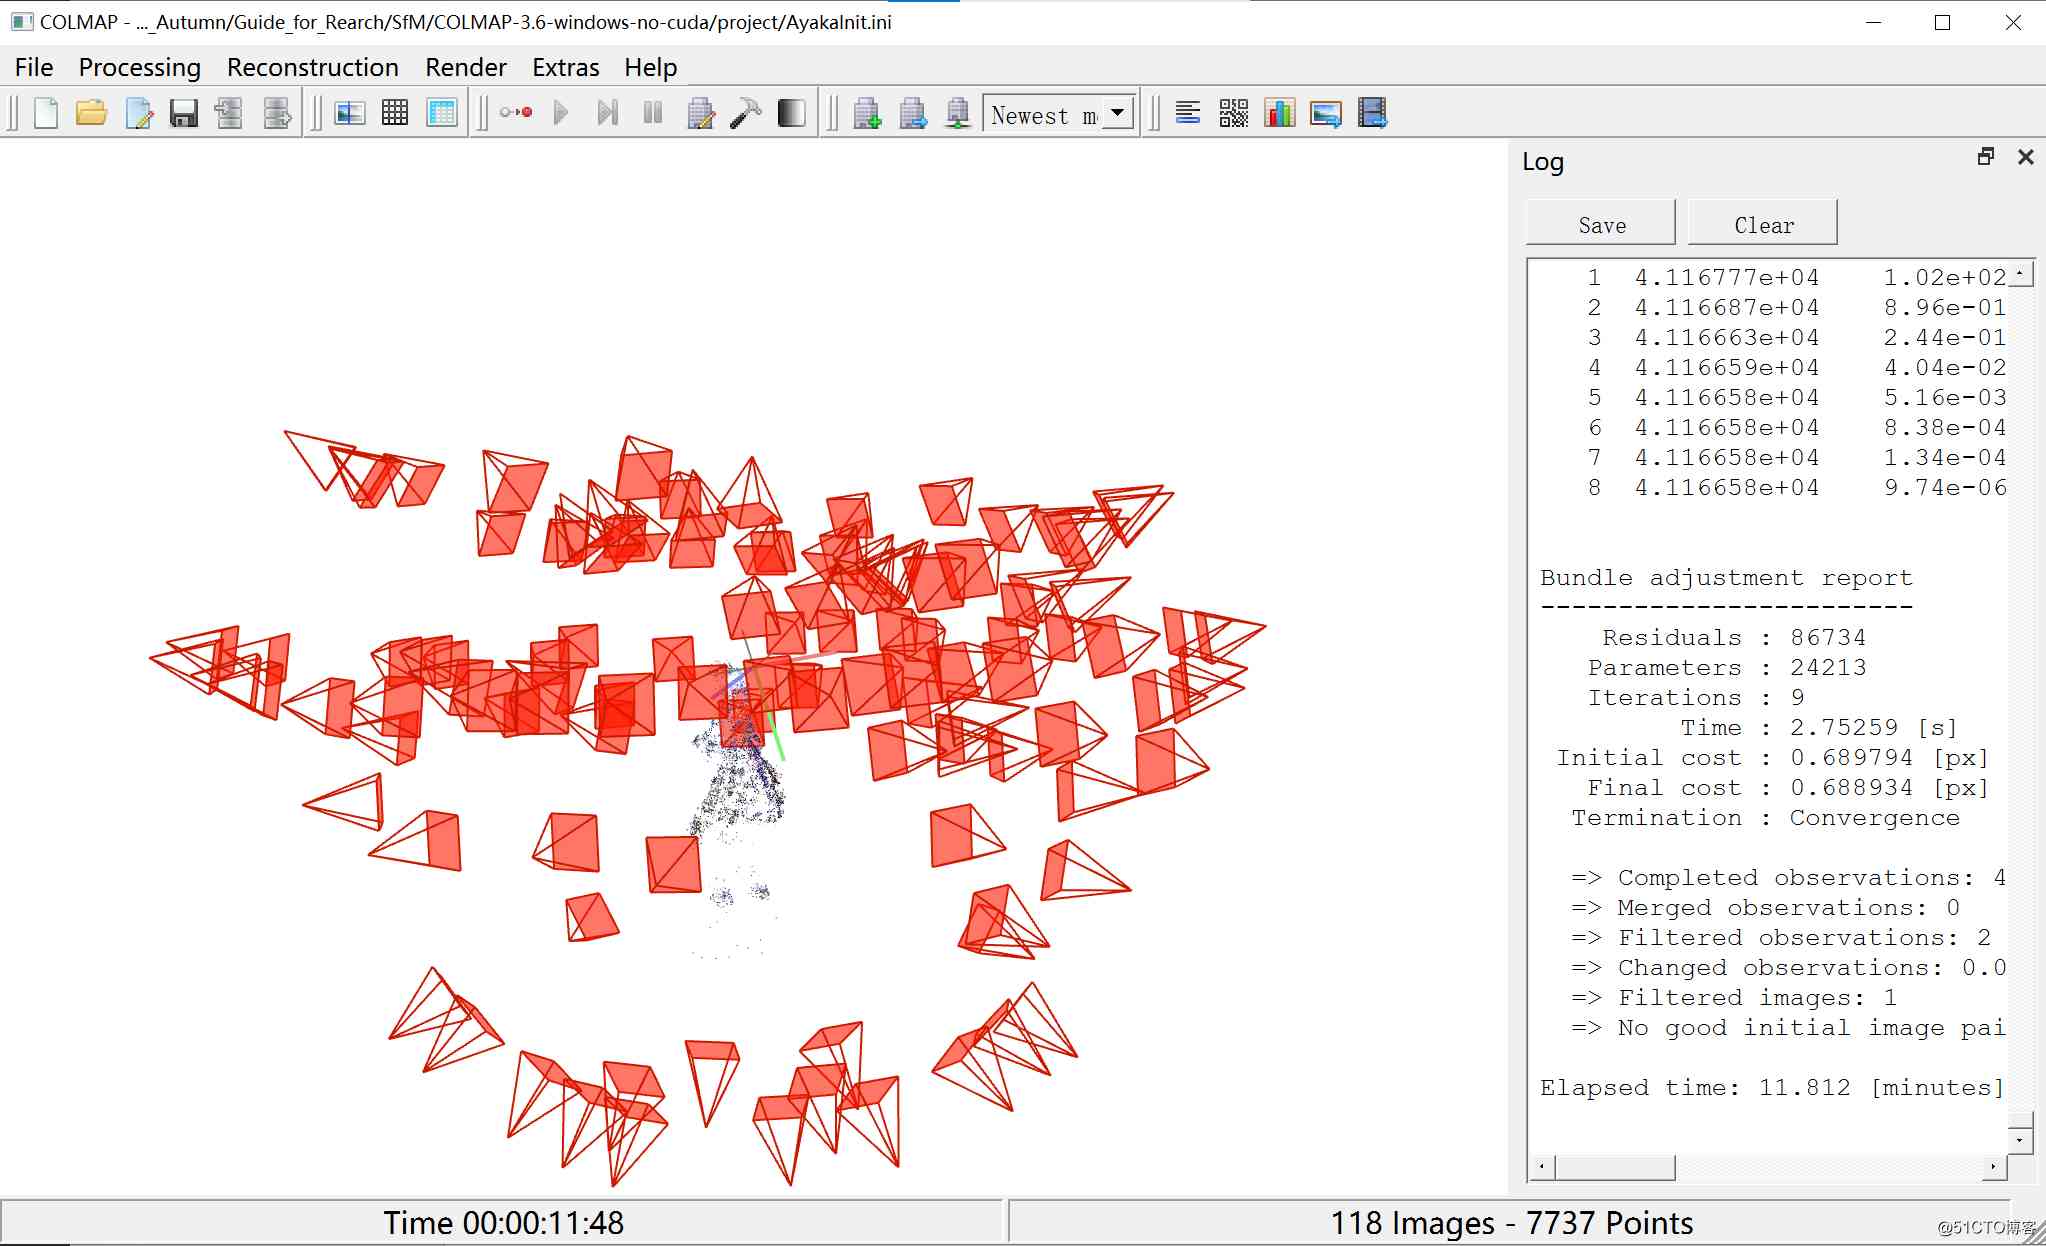 COLMAP - ..._Autumn/Guide_for_Rearch/SfM/COLMAP-3.6-windows-no-cuda/project/AyakaInit.ini
File Processing Reconstruction Render Extras Help
Newest m
Log
Save Clear
1 4.116777e+04 1.02e+02
2 4.116687e+04 8.96e-01
3 4.116663e+04 2.44e-01
4 4.116659e+04 4.04e-02
5 4.116658e+04 5.16e-03
6 4.116658e+04 8.38e-04
7 4.116658e+04 1.34e-04
8 4.116658e+04 9.74e-06
Bundle adjustment report
------------------------
Residuals : 86734
Parameters : 24213
Iterations : 9
Time : 2.75259 [s]
Initial cost : 0.689794 [px]
Final cost : 0.688934 [px]
Termination : Convergence
=> Completed observations: 4
=> Merged observations: 0
=> Filtered observations: 2
=> Changed observations: 0.0
=> Filtered images: 1
=> No good initial image pai
Elapsed time: 11.812 [minutes]
Time 00:00:11:48
118 Images - 7737 Points
@51CTO博客